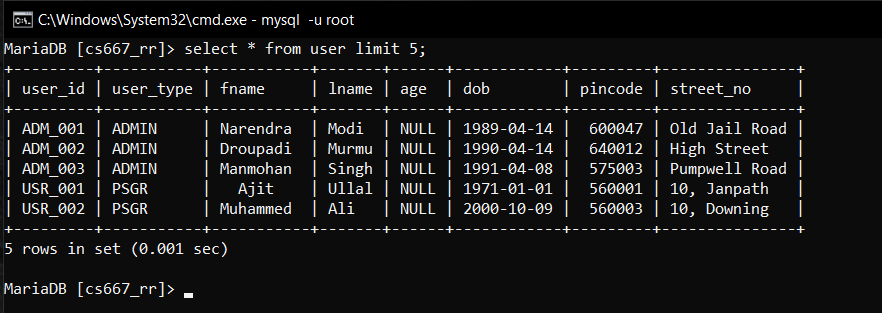 C:\Windows\System32\cmd.exe - mysql  -u root
MariaDB [cs667_rr]> select * from user limit 5;
+---------+-----------+-----------+--------+------+------------+---------+---------------+
| user_id | user_type | fname     | lname  | age  | dob        | pincode | street_no     |
+---------+-----------+-----------+--------+------+------------+---------+---------------+
| ADM_001 | ADMIN     | Narendra  | Modi   | NULL | 1989-04-14 |  600047 | Old Jail Road |
| ADM_002 | ADMIN     | Droupadi  | Murmu  | NULL | 1990-04-14 |  640012 | High Street   |
| ADM_003 | ADMIN     | Manmohan  | Singh  | NULL | 1991-04-08 |  575003 | Pumpwell Road |
| USR_001 | PSGR      |   Ajit    | Ullal  | NULL | 1971-01-01 |  560001 | 10, Janpath   |
| USR_002 | PSGR      | Muhammed  | Ali    | NULL | 2000-10-09 |  560003 | 10, Downing   |
+---------+-----------+-----------+--------+------+------------+---------+---------------+
5 rows in set (0.001 sec)
MariaDB [cs667_rr]>